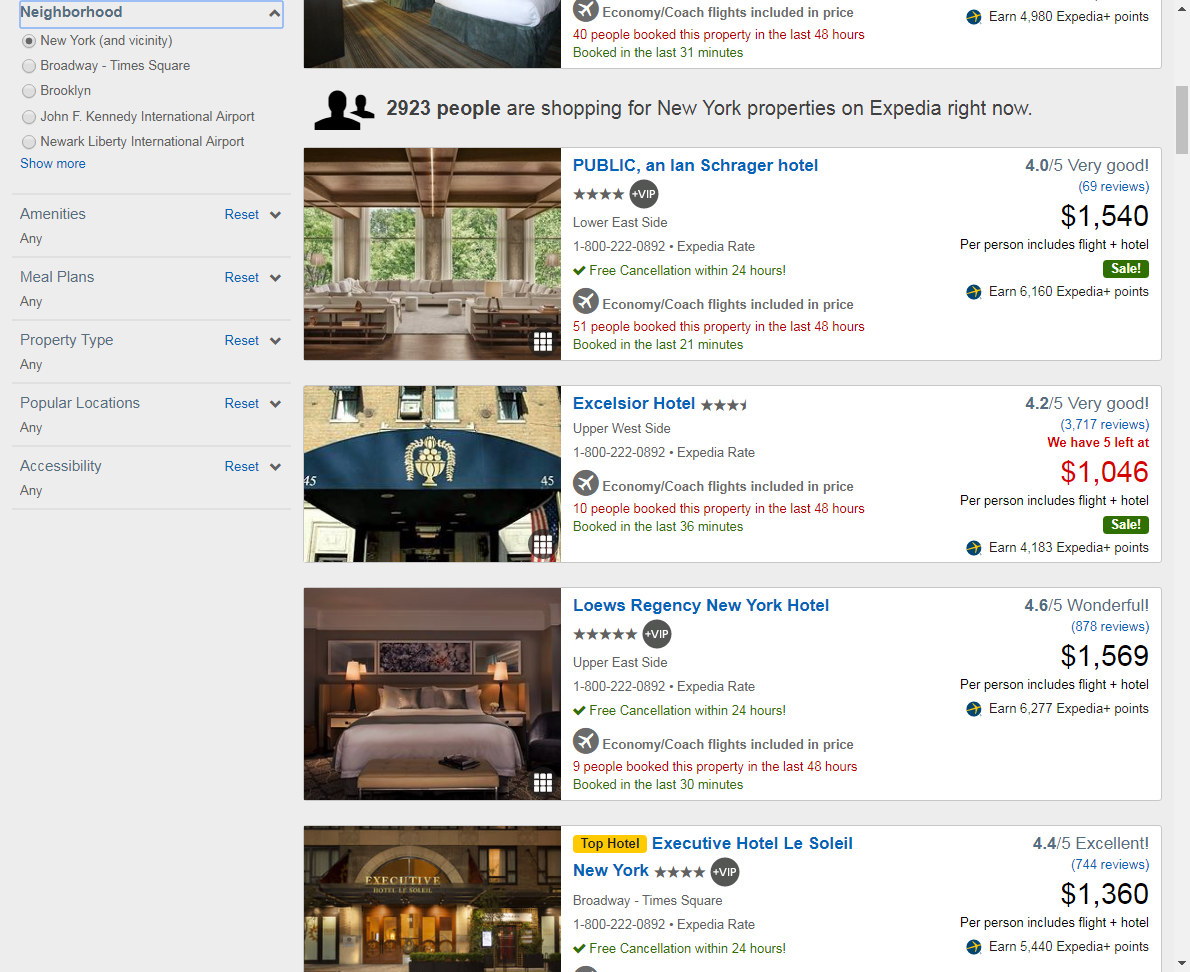 Neighborhood
New York (and vicinity)
Broadway - Times Square
Brooklyn
John F. Kennedy International Airport
Newark Liberty International Airport
Show more
Amenities Reset
Any
Meal Plans Reset
Any
Property Type Reset
Any
Popular Locations Reset
Any
Accessibility Reset
Any
Economy/Coach flights included in price
40 people booked this property in the last 48 hours
Booked in the last 31 minutes
Earn 4,980 Expedia+ points
2923 people are shopping for New York properties on Expedia right now.
PUBLIC, an Ian Schrager hotel
+VIP
Lower East Side
1-800-222-0892 • Expedia Rate
Free Cancellation within 24 hours!
Economy/Coach flights included in price
51 people booked this property in the last 48 hours
Booked in the last 21 minutes
4.0/5 Very good!
(69 reviews)
$1,540
Per person includes flight + hotel
Sale!
Earn 6,160 Expedia+ points
45 45
Excelsior Hotel
Upper West Side
1-800-222-0892 • Expedia Rate
Economy/Coach flights included in price
10 people booked this property in the last 48 hours
Booked in the last 36 minutes
4.2/5 Very good!
(3,717 reviews)
We have 5 left at
$1,046
Per person includes flight + hotel
Sale!
Earn 4,183 Expedia+ points
Loews Regency New York Hotel
+VIP
Upper East Side
1-800-222-0892 • Expedia Rate
Free Cancellation within 24 hours!
Economy/Coach flights included in price
9 people booked this property in the last 48 hours
Booked in the last 30 minutes
4.6/5 Wonderful!
(878 reviews)
$1,569
Per person includes flight + hotel
Earn 6,277 Expedia+ points
EXECUTIVE
HOTEL LE SOLEIL
Top Hotel Executive Hotel Le Soleil
New York +VIP
Broadway - Times Square
1-800-222-0892 • Expedia Rate
Free Cancellation within 24 hours!
4.4/5 Excellent!
(744 reviews)
$1,360
Per person includes flight + hotel
Earn 5,440 Expedia+ points